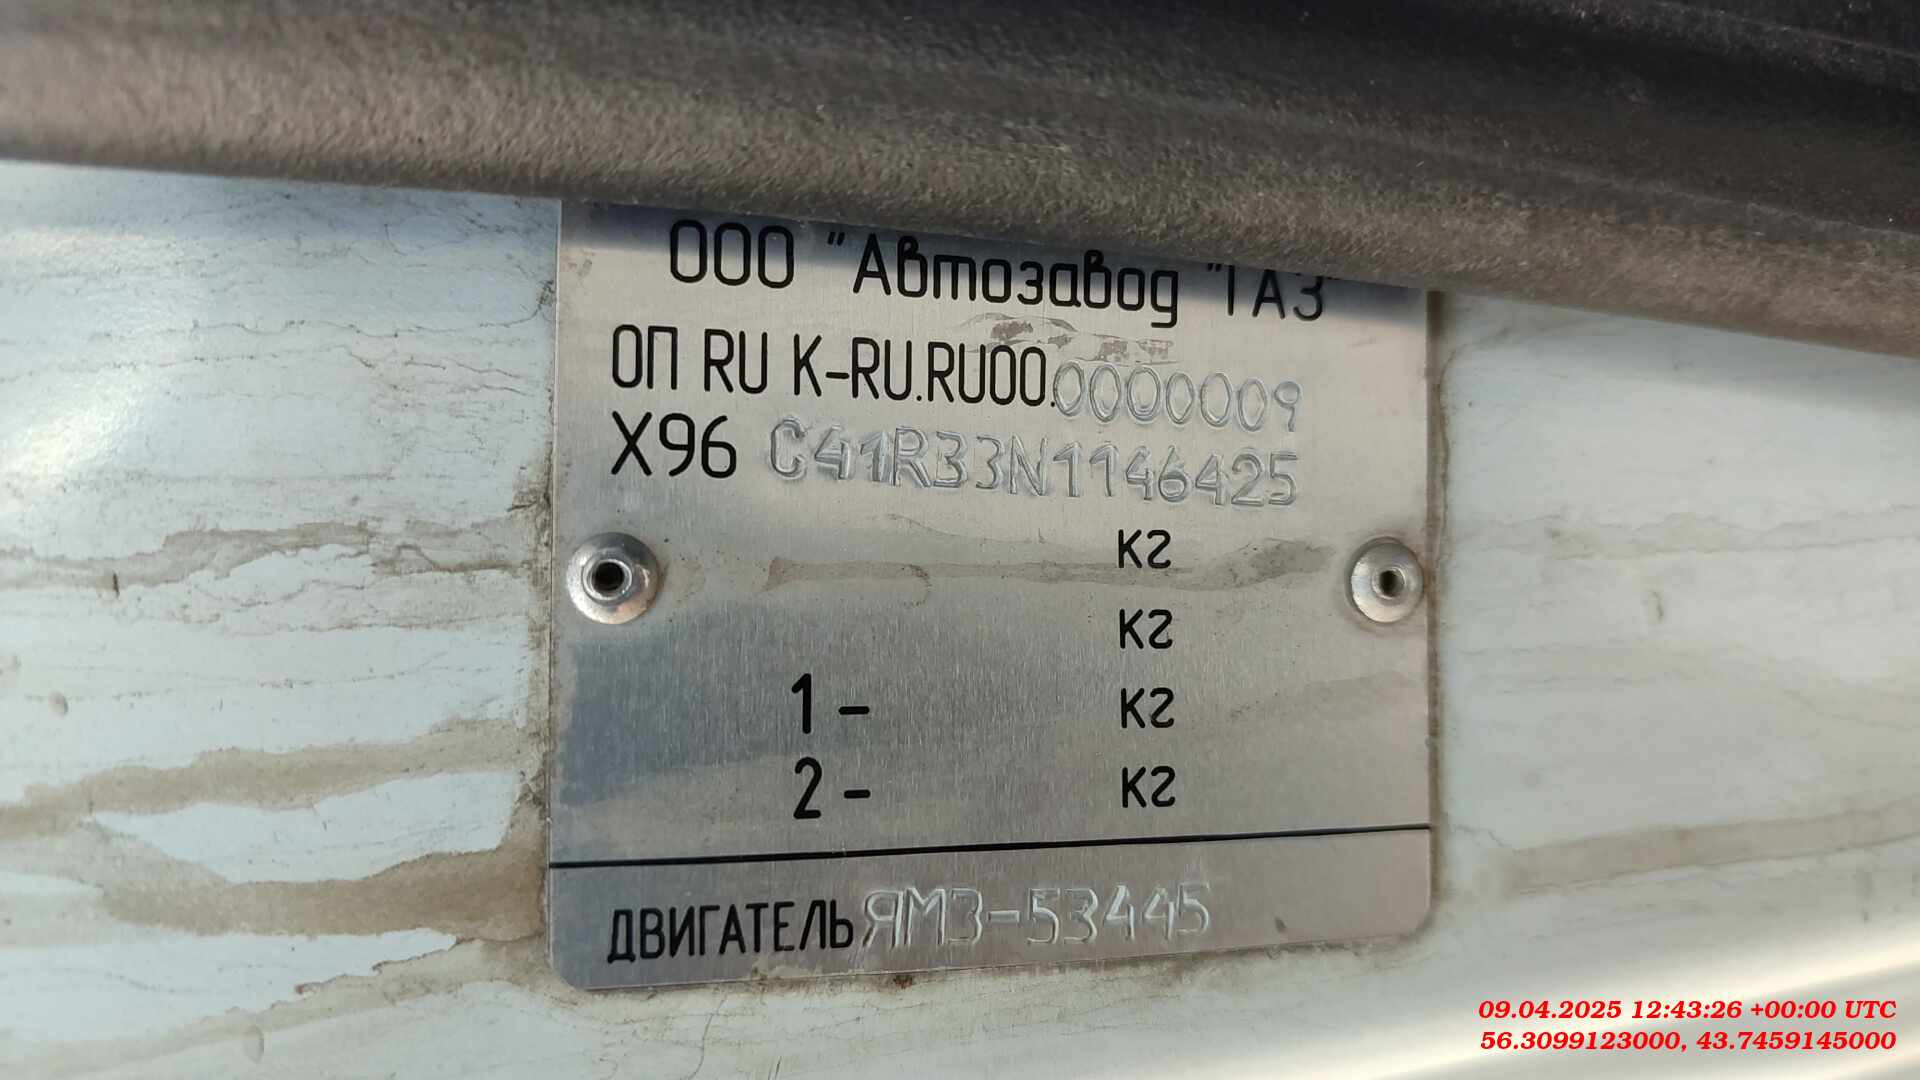 ООО "Автозавод "ГАЗ"
ОП RU К-RU.RU00.0000009
X96 C41R33N1146425
кг
кг
1 - кг
2 - кг
ДВИГАТЕЛЬ ЯМЗ-53445
09.04.2025 12:43:26 +00:00 UTC
56.3099123000, 43.7459145000